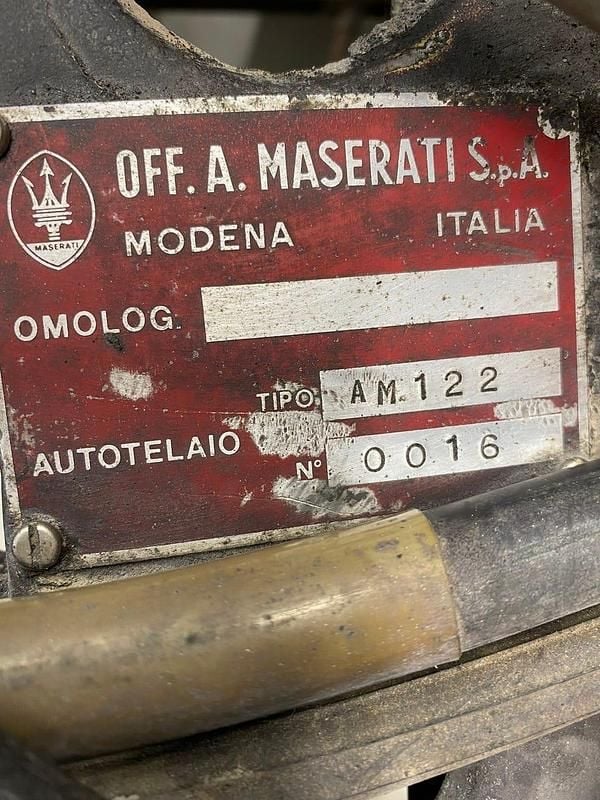 OFF. A. MASERATI S.p.A.
MASERATI
MODENA ITALIA
OMOLOG.
TIPO AM.122
AUTOTELAIO N° 0016